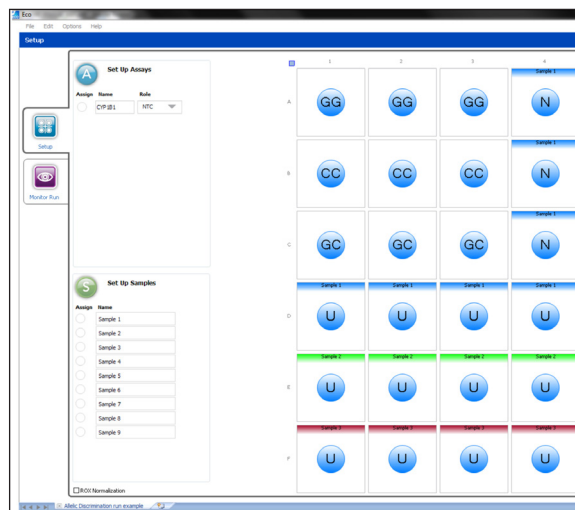 Eco
File Edit Options Help
Setup
A Set Up Assays
Assign Name Role
CYP1B1 NTC
Setup
Monitor Run
S Set Up Samples
Assign Name
Sample 1
Sample 2
Sample 3
Sample 4
Sample 5
Sample 6
Sample 7
Sample 8
Sample 9
ROX Normalization
1 2 3 4
Sample 1
A GG GG GG N
Sample 1
B CC CC CC N
Sample 1
C GC GC GC N
Sample 1 Sample 1 Sample 1 Sample 1
D U U U U
Sample 2 Sample 2 Sample 2 Sample 2
E U U U U
Sample 3 Sample 3 Sample 3 Sample 3
F U U U U
Allelic Discrimination run example